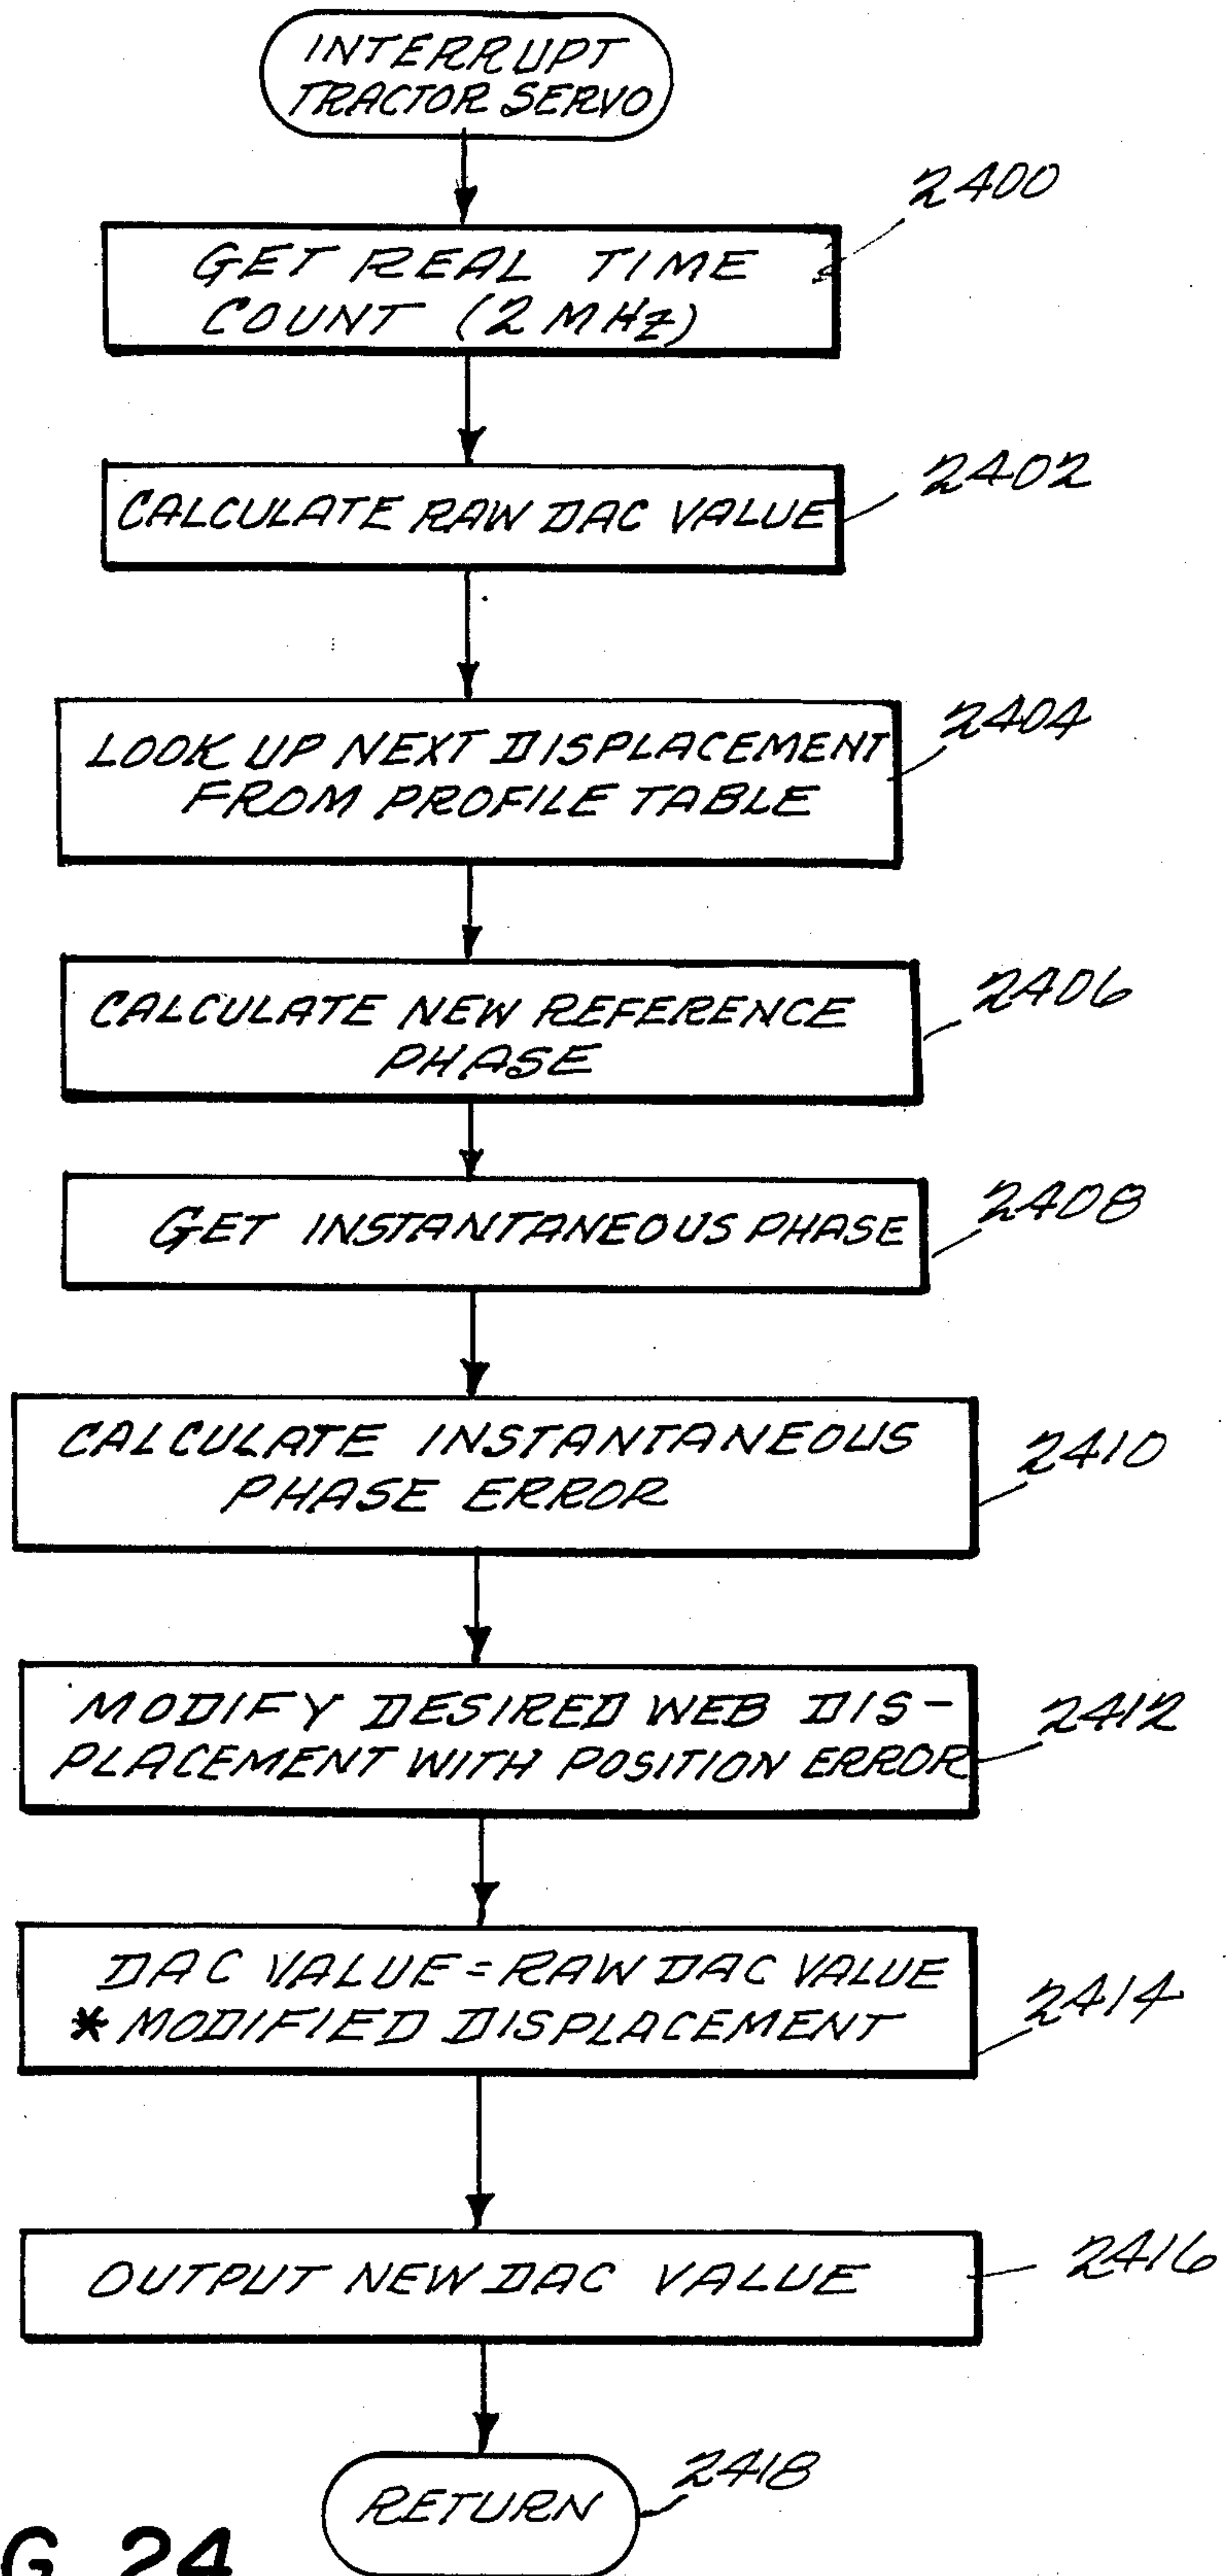 INTERRUPT
TRACTOR SERVO
2400
GET REAL TIME
COUNT (2 MHz)
2402
CALCULATE RAW DAC VALUE
2404
LOOK UP NEXT DISPLACEMENT
FROM PROFILE TABLE
2406
CALCULATE NEW REFERENCE
PHASE
2408
GET INSTANTANEOUS PHASE
CALCULATE INSTANTANEOUS
PHASE ERROR
2410
MODIFY DESIRED WEB DIS-
PLACEMENT WITH POSITION ERROR
2412
DAC VALUE = RAW DAC VALUE
* MODIFIED DISPLACEMENT
2414
OUTPUT NEW DAC VALUE
2416
RETURN
2418
G. 24